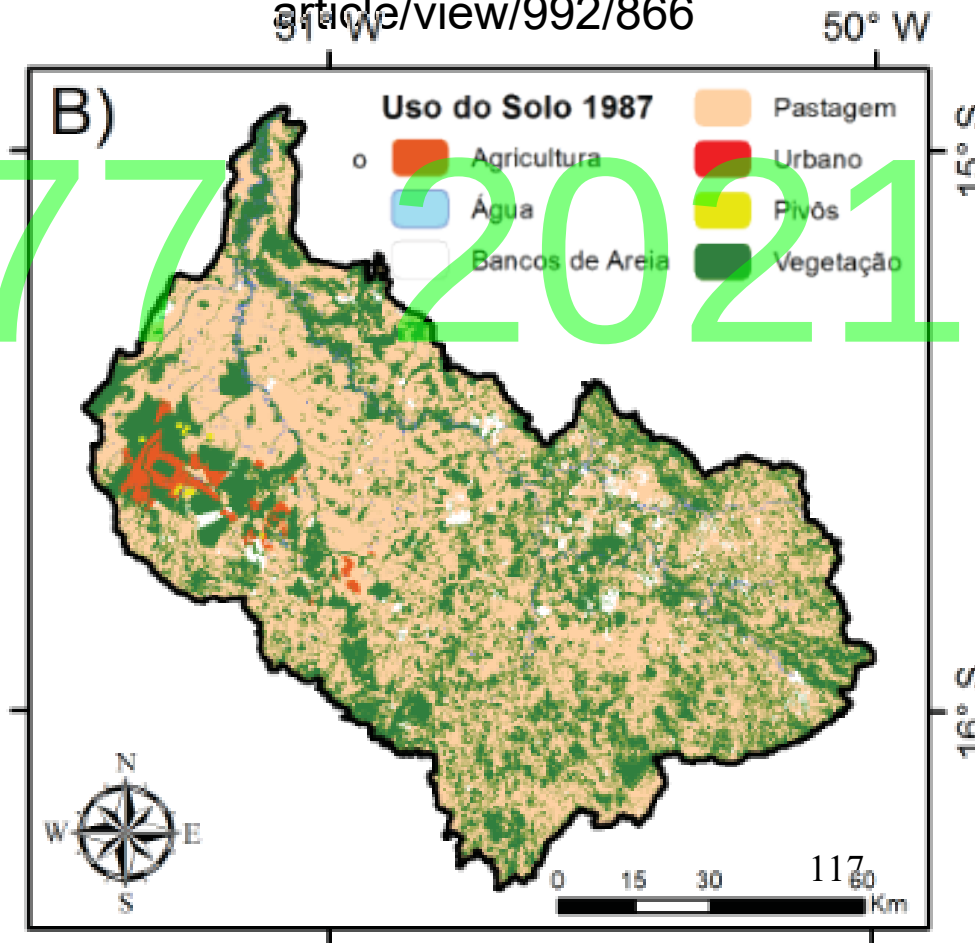 article/view/992/866
51° W 50° W
B)
Uso do Solo 1987
Pastagem
o Agricultura
Urbano
Água
Pivôs
Bancos de Areia
Vegetação
15° S
77 2021
16° S
N
W E
S
117
0 15 30 60
Km